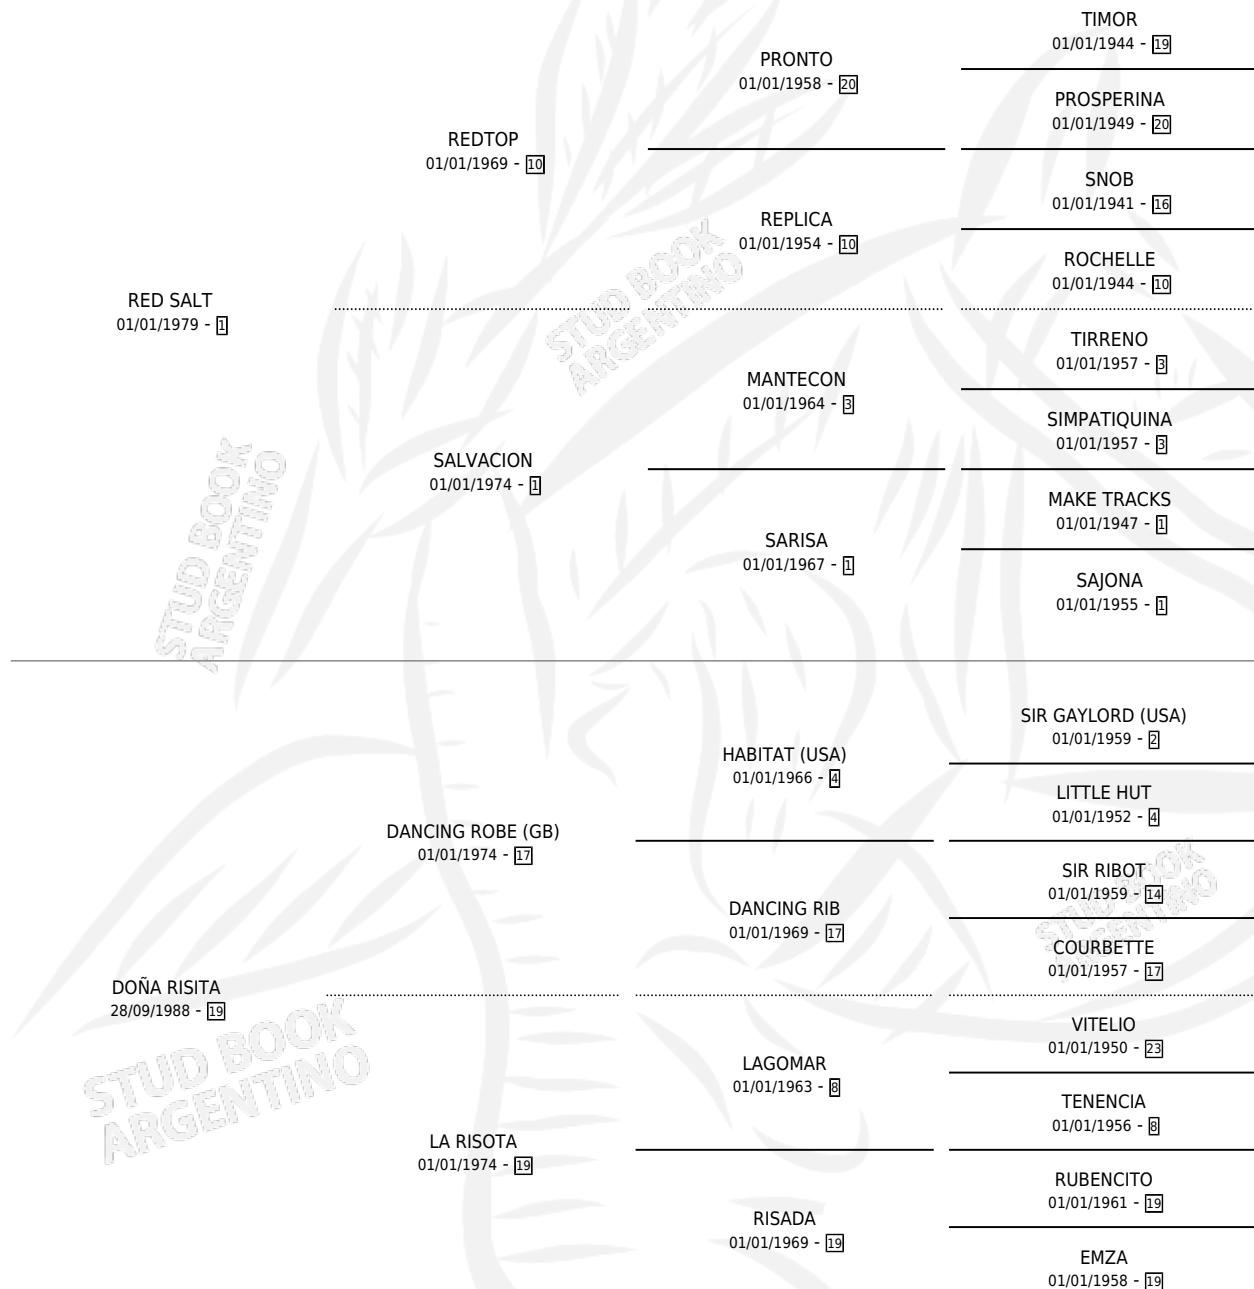 TIMOR
01/01/1944 - 19
PRONTO
01/01/1958 - 20
PROSPERINA
01/01/1949 - 20
REDTOP
01/01/1969 - 10
SNOB
01/01/1941 - 16
REPLICA
01/01/1954 - 10
ROCHELLE
01/01/1944 - 10
RED SALT
01/01/1979 - 1
TIRRENO
01/01/1957 - 3
MANTECON
01/01/1964 - 3
SIMPATIQUINA
01/01/1957 - 3
SALVACION
01/01/1974 - 1
MAKE TRACKS
01/01/1947 - 1
SARISA
01/01/1967 - 1
SAJONA
01/01/1955 - 1
STUD BOOK
ARGENTINO
STUD BOOK
ARGENTINO
SIR GAYLORD (USA)
01/01/1959 - 2
HABITAT (USA)
01/01/1966 - 4
LITTLE HUT
01/01/1952 - 4
DANCING ROBE (GB)
01/01/1974 - 17
SIR RIBOT
01/01/1959 - 14
DANCING RIB
01/01/1969 - 17
COURBETTE
01/01/1957 - 17
DOÑA RISITA
28/09/1988 - 19
VITELIO
01/01/1950 - 23
LAGOMAR
01/01/1963 - 8
TENENCIA
01/01/1956 - 8
LA RISOTA
01/01/1974 - 19
RUBENCITO
01/01/1961 - 19
RISADA
01/01/1969 - 19
EMZA
01/01/1958 - 19
STUD BOOK
ARGENTINO
STUD BOOK
ARGENTINO